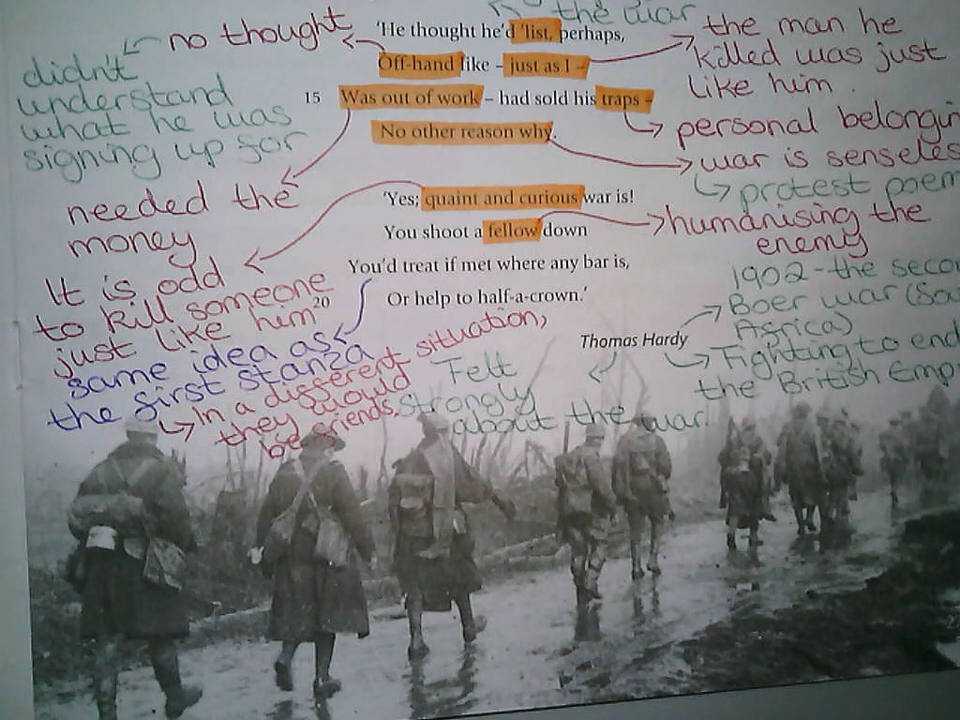 the war
'He thought he'd 'list, perhaps,
Off-hand like – just as I –
15 Was out of work – had sold his traps –
No other reason why.
'Yes; quaint and curious war is!
You shoot a fellow down
You'd treat if met where any bar is,
20 Or help to half-a-crown.'
Thomas Hardy
no thought
didn't
understand
what he was
signing up for
needed the
money
It is odd
to kill someone
just like him
same idea as
the first stanza
In a different situation,
they would
be friends.
the man he
killed was just
like him.
personal
war is
protest poem
humanising the
enemy
1902 - the
Boer war
Africa)
Fighting to end
the British
Felt
strongly
about the war.